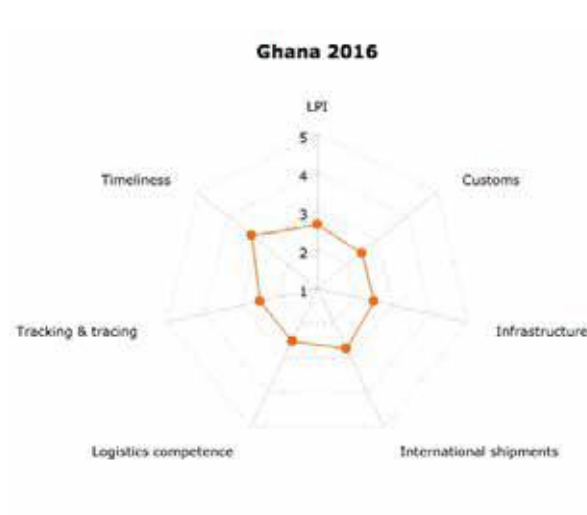 Ghana 2016
LPI
5
Timeliness
4
Customs
3
2
1
Tracking & tracing
Infrastructure
Logistics competence
International shipments